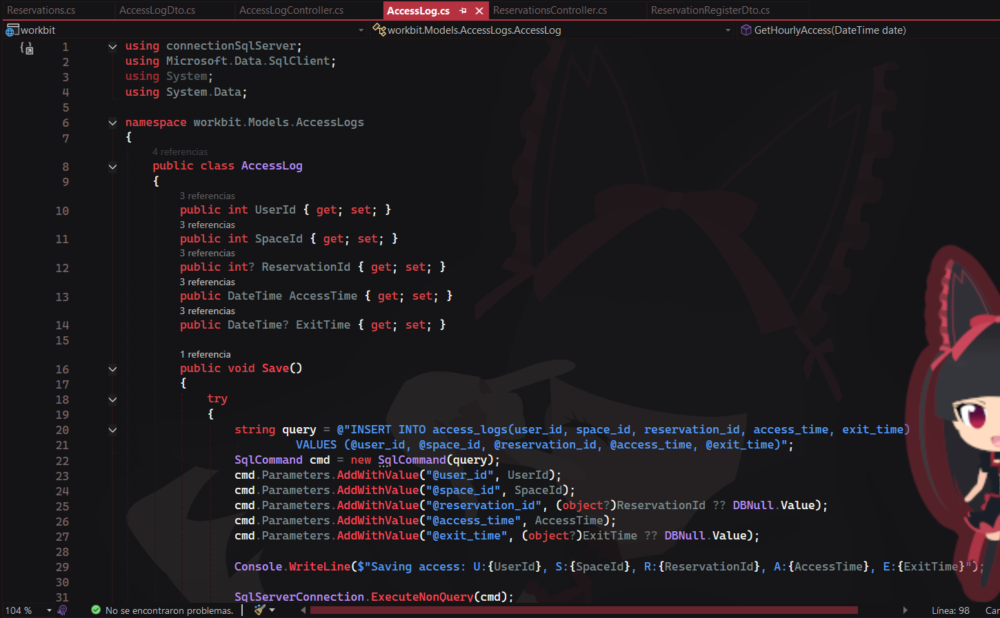 Reservations.cs AccessLogDto.cs AccessLogController.cs AccessLog.cs ReservationsController.cs ReservationRegisterDto.cs
workbit workbit.Models.AccessLogs.AccessLog GetHourlyAccess(DateTime date)
1 using connectionSqlServer;
2 using Microsoft.Data.SqlClient;
3 using System;
4 using System.Data;
5
6 namespace workbit.Models.AccessLogs
7 {
4 referencias
8 public class AccessLog
9 {
3 referencias
10 public int UserId { get; set; }
3 referencias
11 public int SpaceId { get; set; }
3 referencias
12 public int? ReservationId { get; set; }
3 referencias
13 public DateTime AccessTime { get; set; }
3 referencias
14 public DateTime? ExitTime { get; set; }
15
1 referencia
16 public void Save()
17 {
18 try
19 {
20 string query = @"INSERT INTO access_logs(user_id, space_id, reservation_id, access_time, exit_time)
21 VALUES (@user_id, @space_id, @reservation_id, @access_time, @exit_time)";
22 SqlCommand cmd = new SqlCommand(query);
23 cmd.Parameters.AddWithValue("@user_id", UserId);
24 cmd.Parameters.AddWithValue("@space_id", SpaceId);
25 cmd.Parameters.AddWithValue("@reservation_id", (object?)ReservationId ?? DBNull.Value);
26 cmd.Parameters.AddWithValue("@access_time", AccessTime);
27 cmd.Parameters.AddWithValue("@exit_time", (object?)ExitTime ?? DBNull.Value);
28
29 Console.WriteLine($"Saving access: U:{UserId}, S:{SpaceId}, R:{ReservationId}, A:{AccessTime}, E:{ExitTime}");
30
31 SqlServerConnection.ExecuteNonQuery(cmd);
104 % No se encontraron problemas. Línea: 98 Car